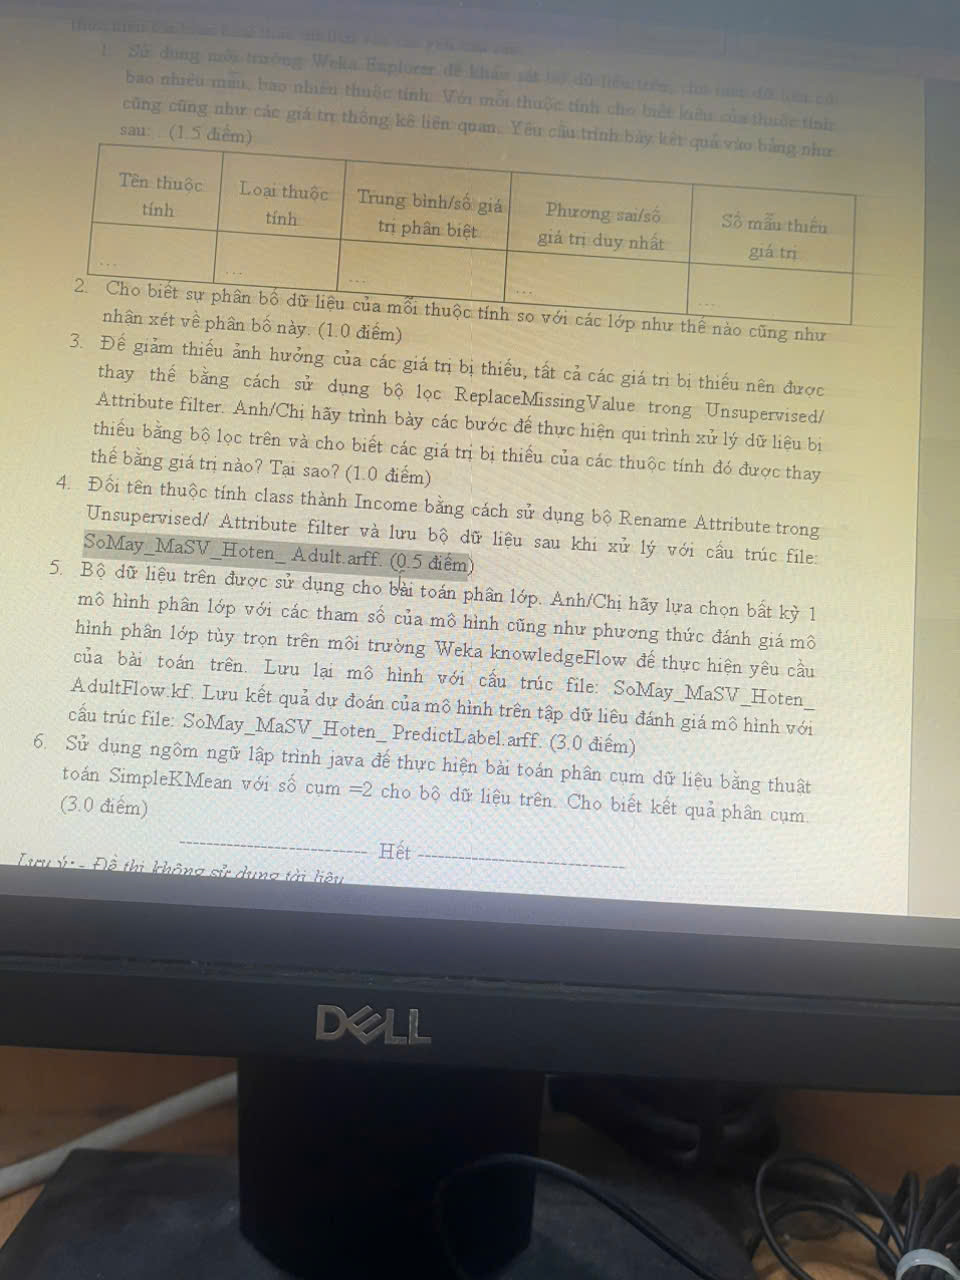 1. Sử dụng môi trường Weka Explorer để khảo sát bộ dữ liệu trên, cho biết dữ liệu có
bao nhiêu mẫu, bao nhiêu thuộc tính. Với mỗi thuộc tính cho biết kiểu của thuộc tính
cũng cũng như các giá trị thống kê liên quan. Yêu cầu trình bày kết quả vào bảng như
sau: . (1.5 điểm)
Tên thuộc tính
Loại thuộc tính
Trung bình/số giá trị phân biệt
Phương sai/số giá trị duy nhất
Số mẫu thiếu giá trị
... ... ... ... ...
2. Cho biết sự phân bố dữ liệu của mỗi thuộc tính so với các lớp như thế nào cũng như
nhận xét về phân bố này. (1.0 điểm)
3. Để giảm thiểu ảnh hưởng của các giá trị bị thiếu, tất cả các giá trị bị thiếu nên được
thay thế bằng cách sử dụng bộ lọc ReplaceMissingValue trong Unsupervised/
Attribute filter. Anh/Chị hãy trình bày các bước để thực hiện qui trình xử lý dữ liệu bị
thiếu bằng bộ lọc trên và cho biết các giá trị bị thiếu của các thuộc tính đó được thay
thế bằng giá trị nào? Tại sao? (1.0 điểm)
4. Đổi tên thuộc tính class thành Income bằng cách sử dụng bộ Rename Attribute trong
Unsupervised/ Attribute filter và lưu bộ dữ liệu sau khi xử lý với cấu trúc file:
SoMay_MaSV_Hoten_ Adult.arff. (0.5 điểm)
5. Bộ dữ liệu trên được sử dụng cho bài toán phân lớp. Anh/Chị hãy lựa chọn bất kỳ 1
mô hình phân lớp với các tham số của mô hình cũng như phương thức đánh giá mô
hình phân lớp tùy trọn trên môi trường Weka knowledgeFlow để thực hiện yêu cầu
của bài toán trên. Lưu lại mô hình với cấu trúc file: SoMay_MaSV_Hoten_
AdultFlow.kf. Lưu kết quả dự đoán của mô hình trên tập dữ liệu đánh giá mô hình với
cấu trúc file: SoMay_MaSV_Hoten_ PredictLabel.arff. (3.0 điểm)
6. Sử dụng ngôm ngữ lập trình java để thực hiện bài toán phân cụm dữ liệu bằng thuật
toán SimpleKMean với số cụm =2 cho bộ dữ liệu trên. Cho biết kết quả phân cụm.
(3.0 điểm)
Hết
Lưu ý: - Đề thi không sử dụng tài liệu
DELL